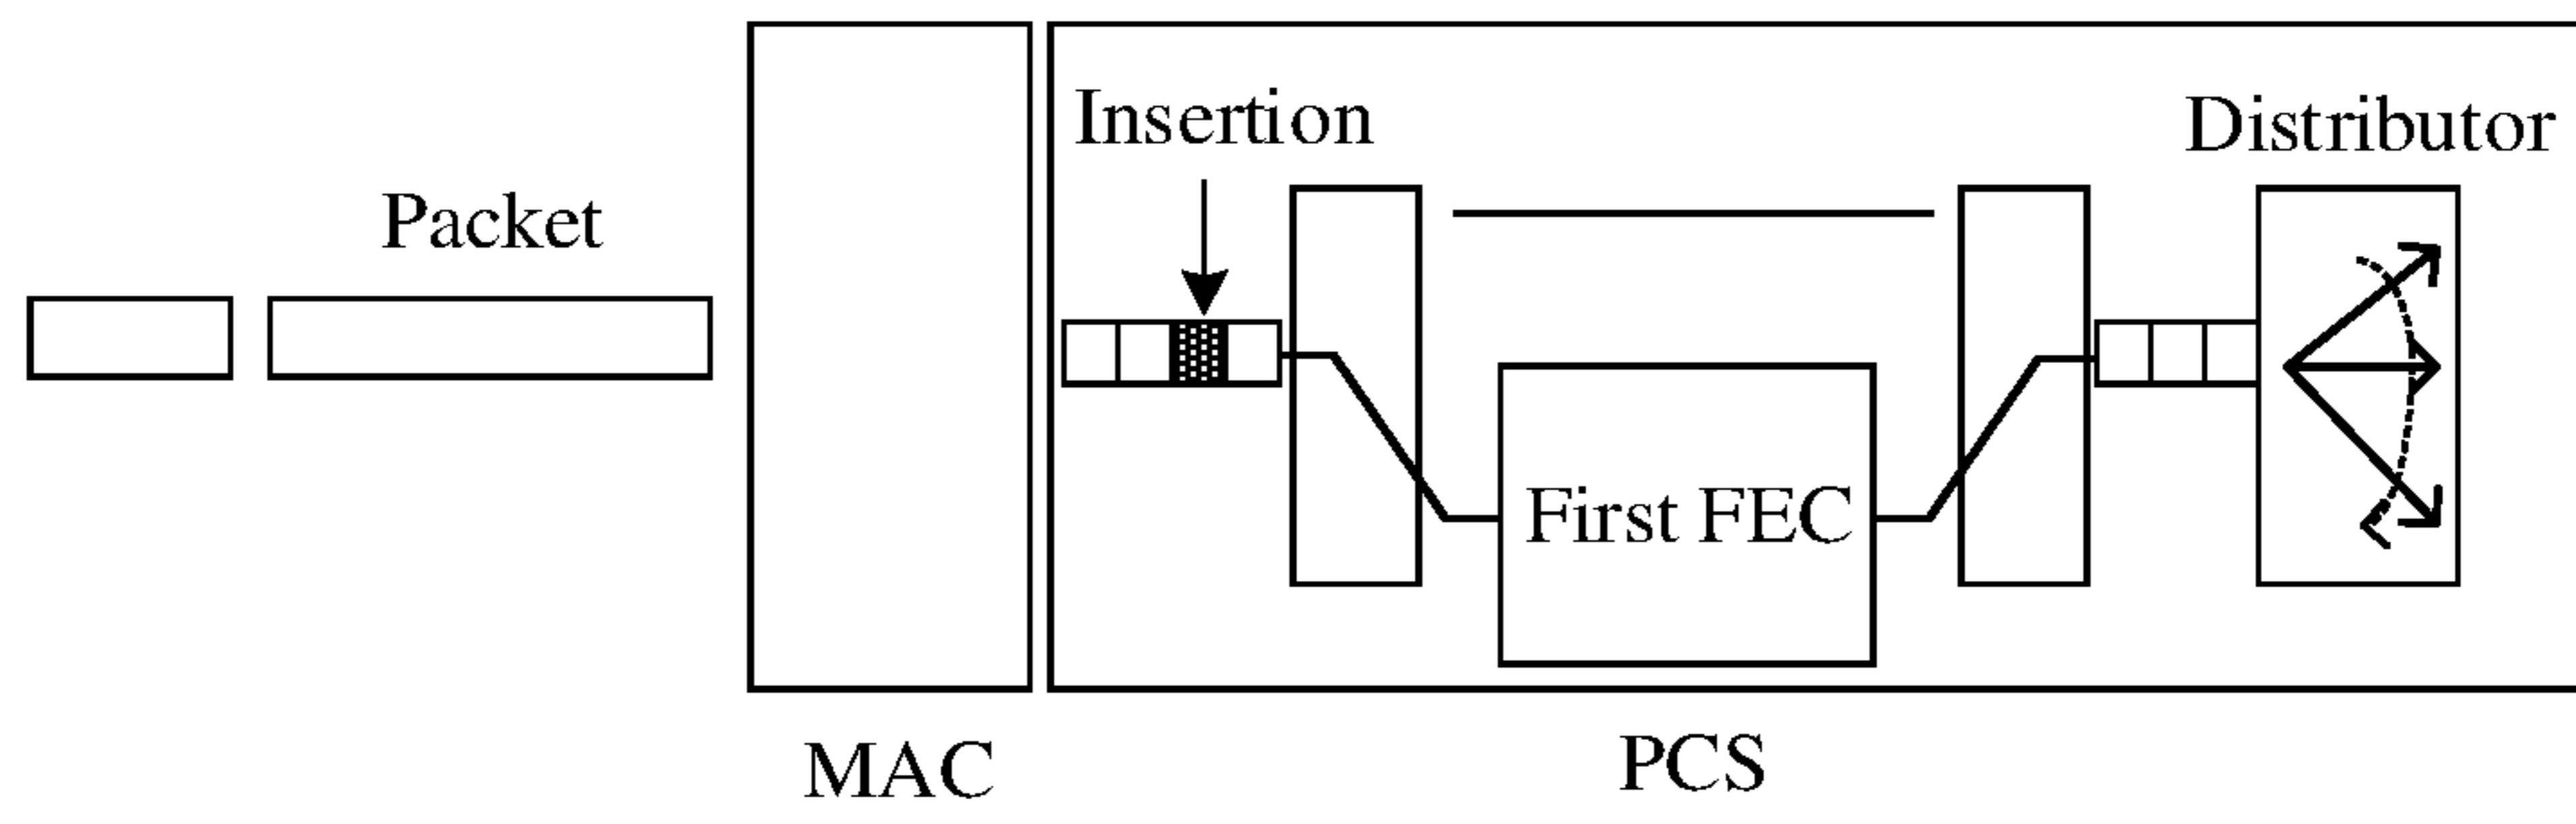 Insertion
Distributor
Packet
First FEC
MAC
PCS